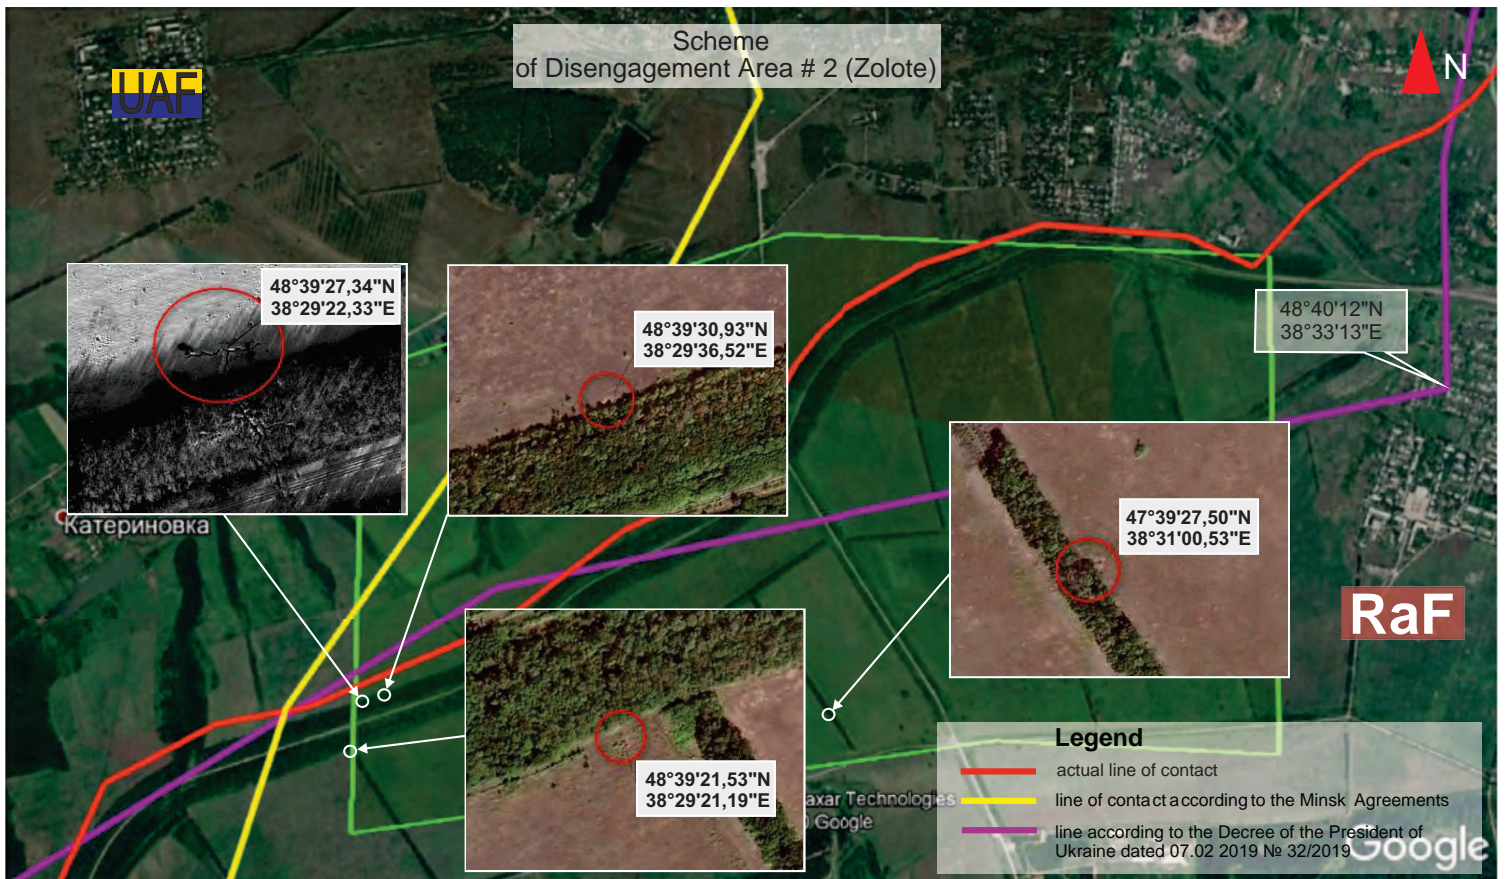 Scheme
of Disengagement Area # 2 (Zolote)
UAF
N
48°39'27,34"N
38°29'22,33"E
48°39'30,93"N
38°29'36,52"E
48°40'12"N
38°33'13"E
47°39'27,50"N
38°31'00,53"E
Катериновка
RaF
48°39'21,53"N
38°29'21,19"E
axar Technologies
Google
Legend
actual line of contact
line of contact according to the Minsk Agreements
line according to the Decree of the President of
Ukraine dated 07.02 2019 № 32/2019
Google